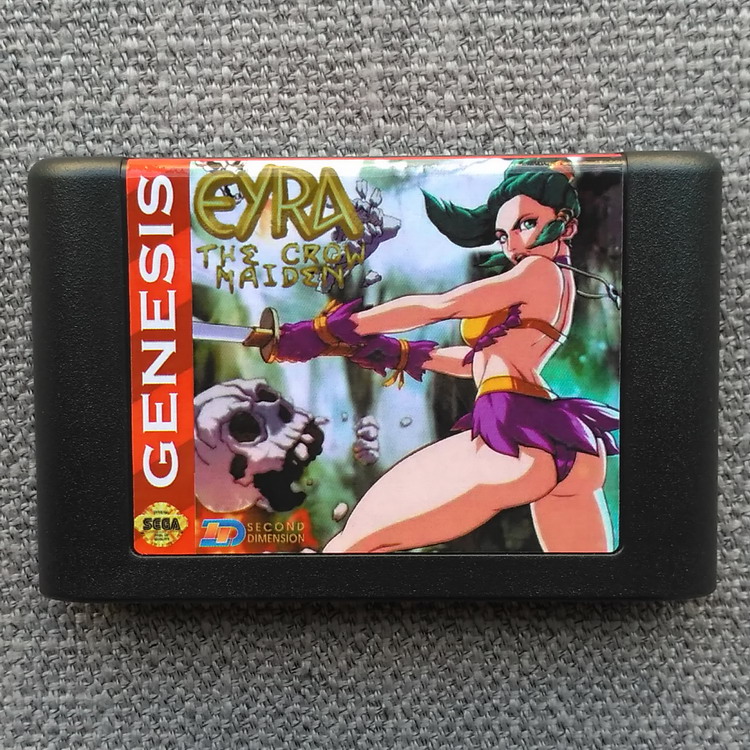 GENESIS
EYRA
THE CROW
MAIDEN
SEGA
SECOND
DIMENSION